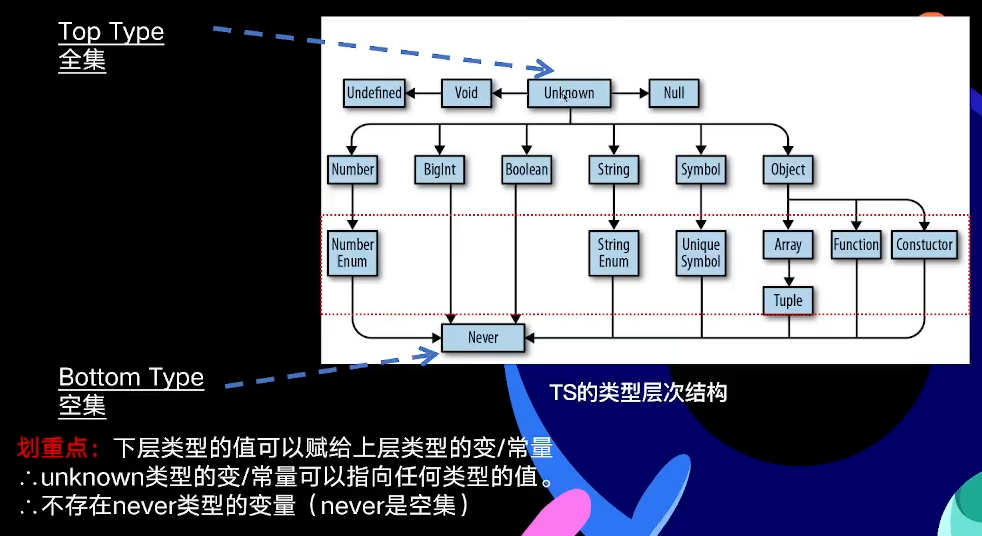 Top Type
全集
Undefined
Void
Unknown
Null
Number
BigInt
Boolean
String
Symbol
Object
Number
Enum
String
Enum
Unique
Symbol
Array
Function
Constuctor
Tuple
Never
Bottom Type
空集
TS的类型层次结构
划重点：下层类型的值可以赋给上层类型的变/常量
∴unknown类型的变/常量可以指向任何类型的值。
∴不存在never类型的变量（never是空集）